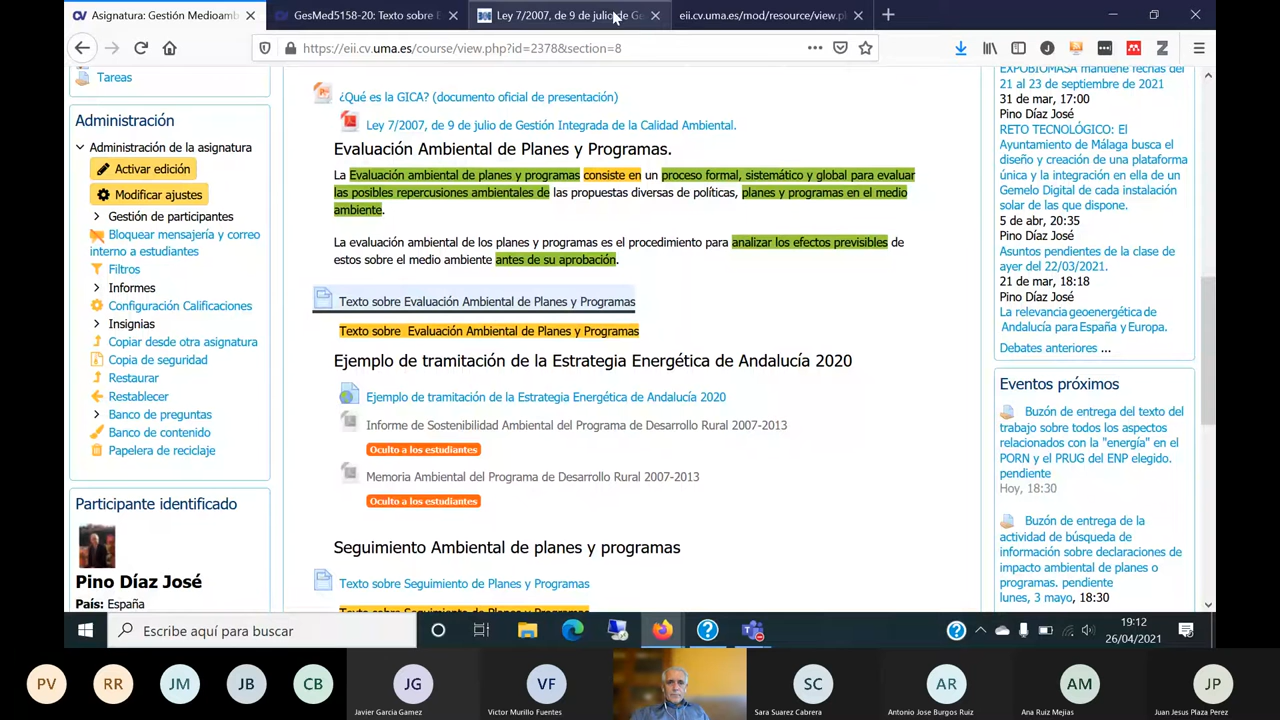 Asignatura: Gestión Medioamb
GesMed5158-20: Texto sobre E
Ley 7/2007, de 9 de julio de Ge
eii.cv.uma.es/mod/resource/view.p
https://eii.cv.uma.es/course/view.php?id=2378&section=8
Tareas
Administración
Administración de la asignatura
Activar edición
Modificar ajustes
Gestión de participantes
Bloquear mensajería y correo
interno a estudiantes
Filtros
Informes
Configuración Calificaciones
Insignias
Copiar desde otra asignatura
Copia de seguridad
Restaurar
Restablecer
Banco de preguntas
Banco de contenido
Papelera de reciclaje
Participante identificado
Pino Díaz José
País: España
¿Qué es la GICA? (documento oficial de presentación)
Ley 7/2007, de 9 de julio de Gestión Integrada de la Calidad Ambiental.
Evaluación Ambiental de Planes y Programas.
La Evaluación ambiental de planes y programas consiste en un proceso formal, sistemático y global para evaluar
las posibles repercusiones ambientales de las propuestas diversas de políticas, planes y programas en el medio
ambiente.
La evaluación ambiental de los planes y programas es el procedimiento para analizar los efectos previsibles de
estos sobre el medio ambiente antes de su aprobación.
Texto sobre Evaluación Ambiental de Planes y Programas
Texto sobre Evaluación Ambiental de Planes y Programas
Ejemplo de tramitación de la Estrategia Energética de Andalucía 2020
Ejemplo de tramitación de la Estrategia Energética de Andalucía 2020
Informe de Sostenibilidad Ambiental del Programa de Desarrollo Rural 2007-2013
Oculto a los estudiantes
Memoria Ambiental del Programa de Desarrollo Rural 2007-2013
Oculto a los estudiantes
Seguimiento Ambiental de planes y programas
Texto sobre Seguimiento de Planes y Programas
Texto sobre Seguimiento de Planes y Programas
EXPOBIOMASA mantiene fechas del
21 al 23 de septiembre de 2021
31 de mar, 17:00
Pino Díaz José
RETO TECNOLÓGICO: El
Ayuntamiento de Málaga busca el
diseño y creación de una plataforma
única y la integración en ella de un
Gemelo Digital de cada instalación
solar de las que dispone.
5 de abr, 20:35
Pino Díaz José
Asuntos pendientes de la clase de
ayer del 22/03/2021.
21 de mar, 18:18
Pino Díaz José
La relevancia geoenergética de
Andalucía para España y Europa.
Debates anteriores ...
Eventos próximos
Buzón de entrega del texto del
trabajo sobre todos los aspectos
relacionados con la "energía" en el
PORN y el PRUG del ENP elegido.
pendiente
Hoy, 18:30
Buzón de entrega de la
actividad de búsqueda de
información sobre declaraciones de
impacto ambiental de planes o
programas. pendiente
lunes, 3 mayo, 18:30
Escribe aquí para buscar
19:12
26/04/2021
PV
RR
JM
JB
CB
JG
Javier Garcia Gamez
VF
Victor Murillo Fuentes
SC
Sara Suarez Cabrera
AR
Antonio Jose Burgos Ruiz
AM
Ana Ruiz Mejias
JP
Juan Jesus Plaza Perez